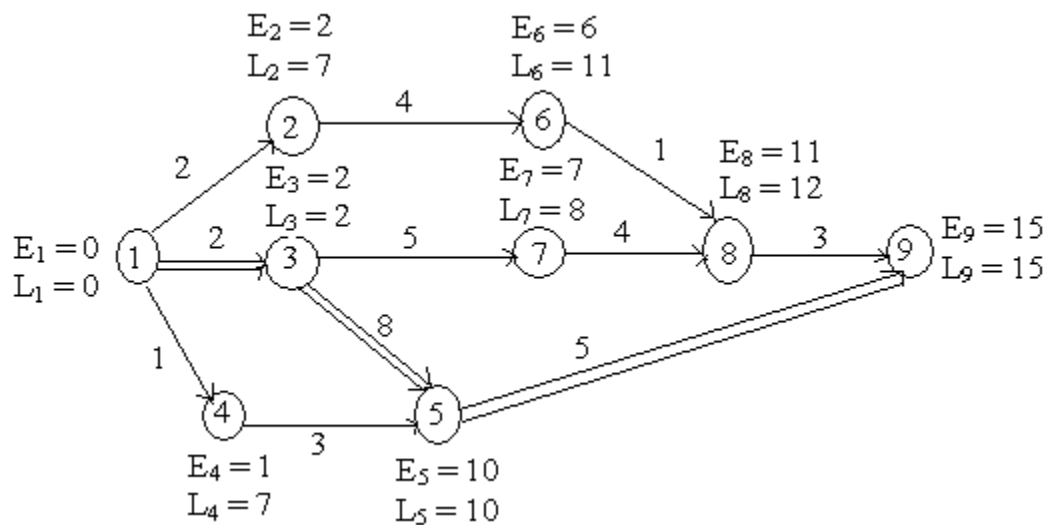 E₂ = 2
L₂ = 7
E₆ = 6
L₆ = 11
4
2
6
2
1
E₃ = 2
L₃ = 2
E₇ = 7
L₇ = 8
E₈ = 11
L₈ = 12
E₁ = 0
L₁ = 0
1
2
3
5
7
4
8
3
9
E₉ = 15
L₉ = 15
8
5
1
4
3
5
E₄ = 1
L₄ = 7
E₅ = 10
L₅ = 10